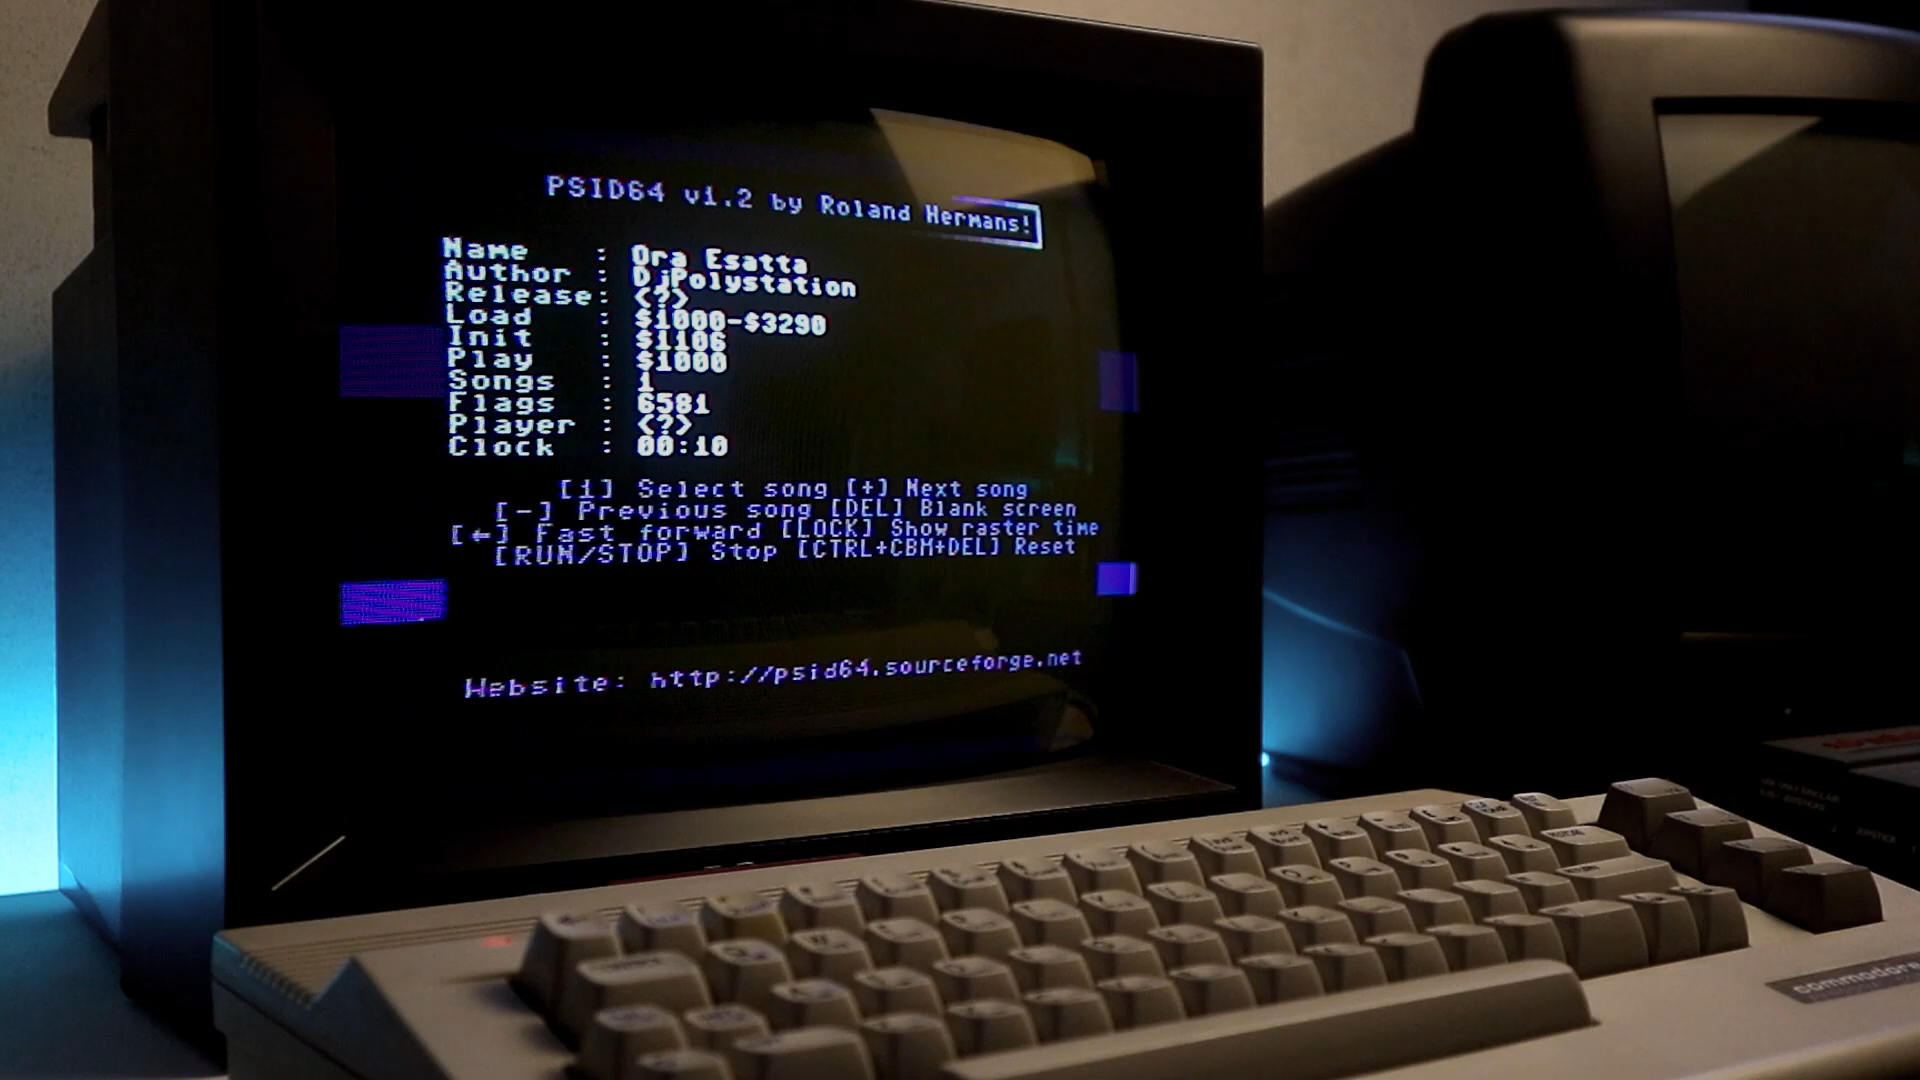 PSID64 v1.2 by Roland Hermans!
Name : Ora Esatta
Author : DjPolystation
Release: <?>
Load : $1000-$3290
Init : $1106
Play : $1000
Songs : 1
Flags : 6581
Player : <?>
Clock : 00:10
[1] Select song [+] Next song
[-] Previous song [DEL] Blank screen
[←] Fast forward [LOCK] Show raster time
[RUN/STOP] Stop [CTRL+CBM+DEL] Reset
Website: http://psid64.sourceforge.net
commodore